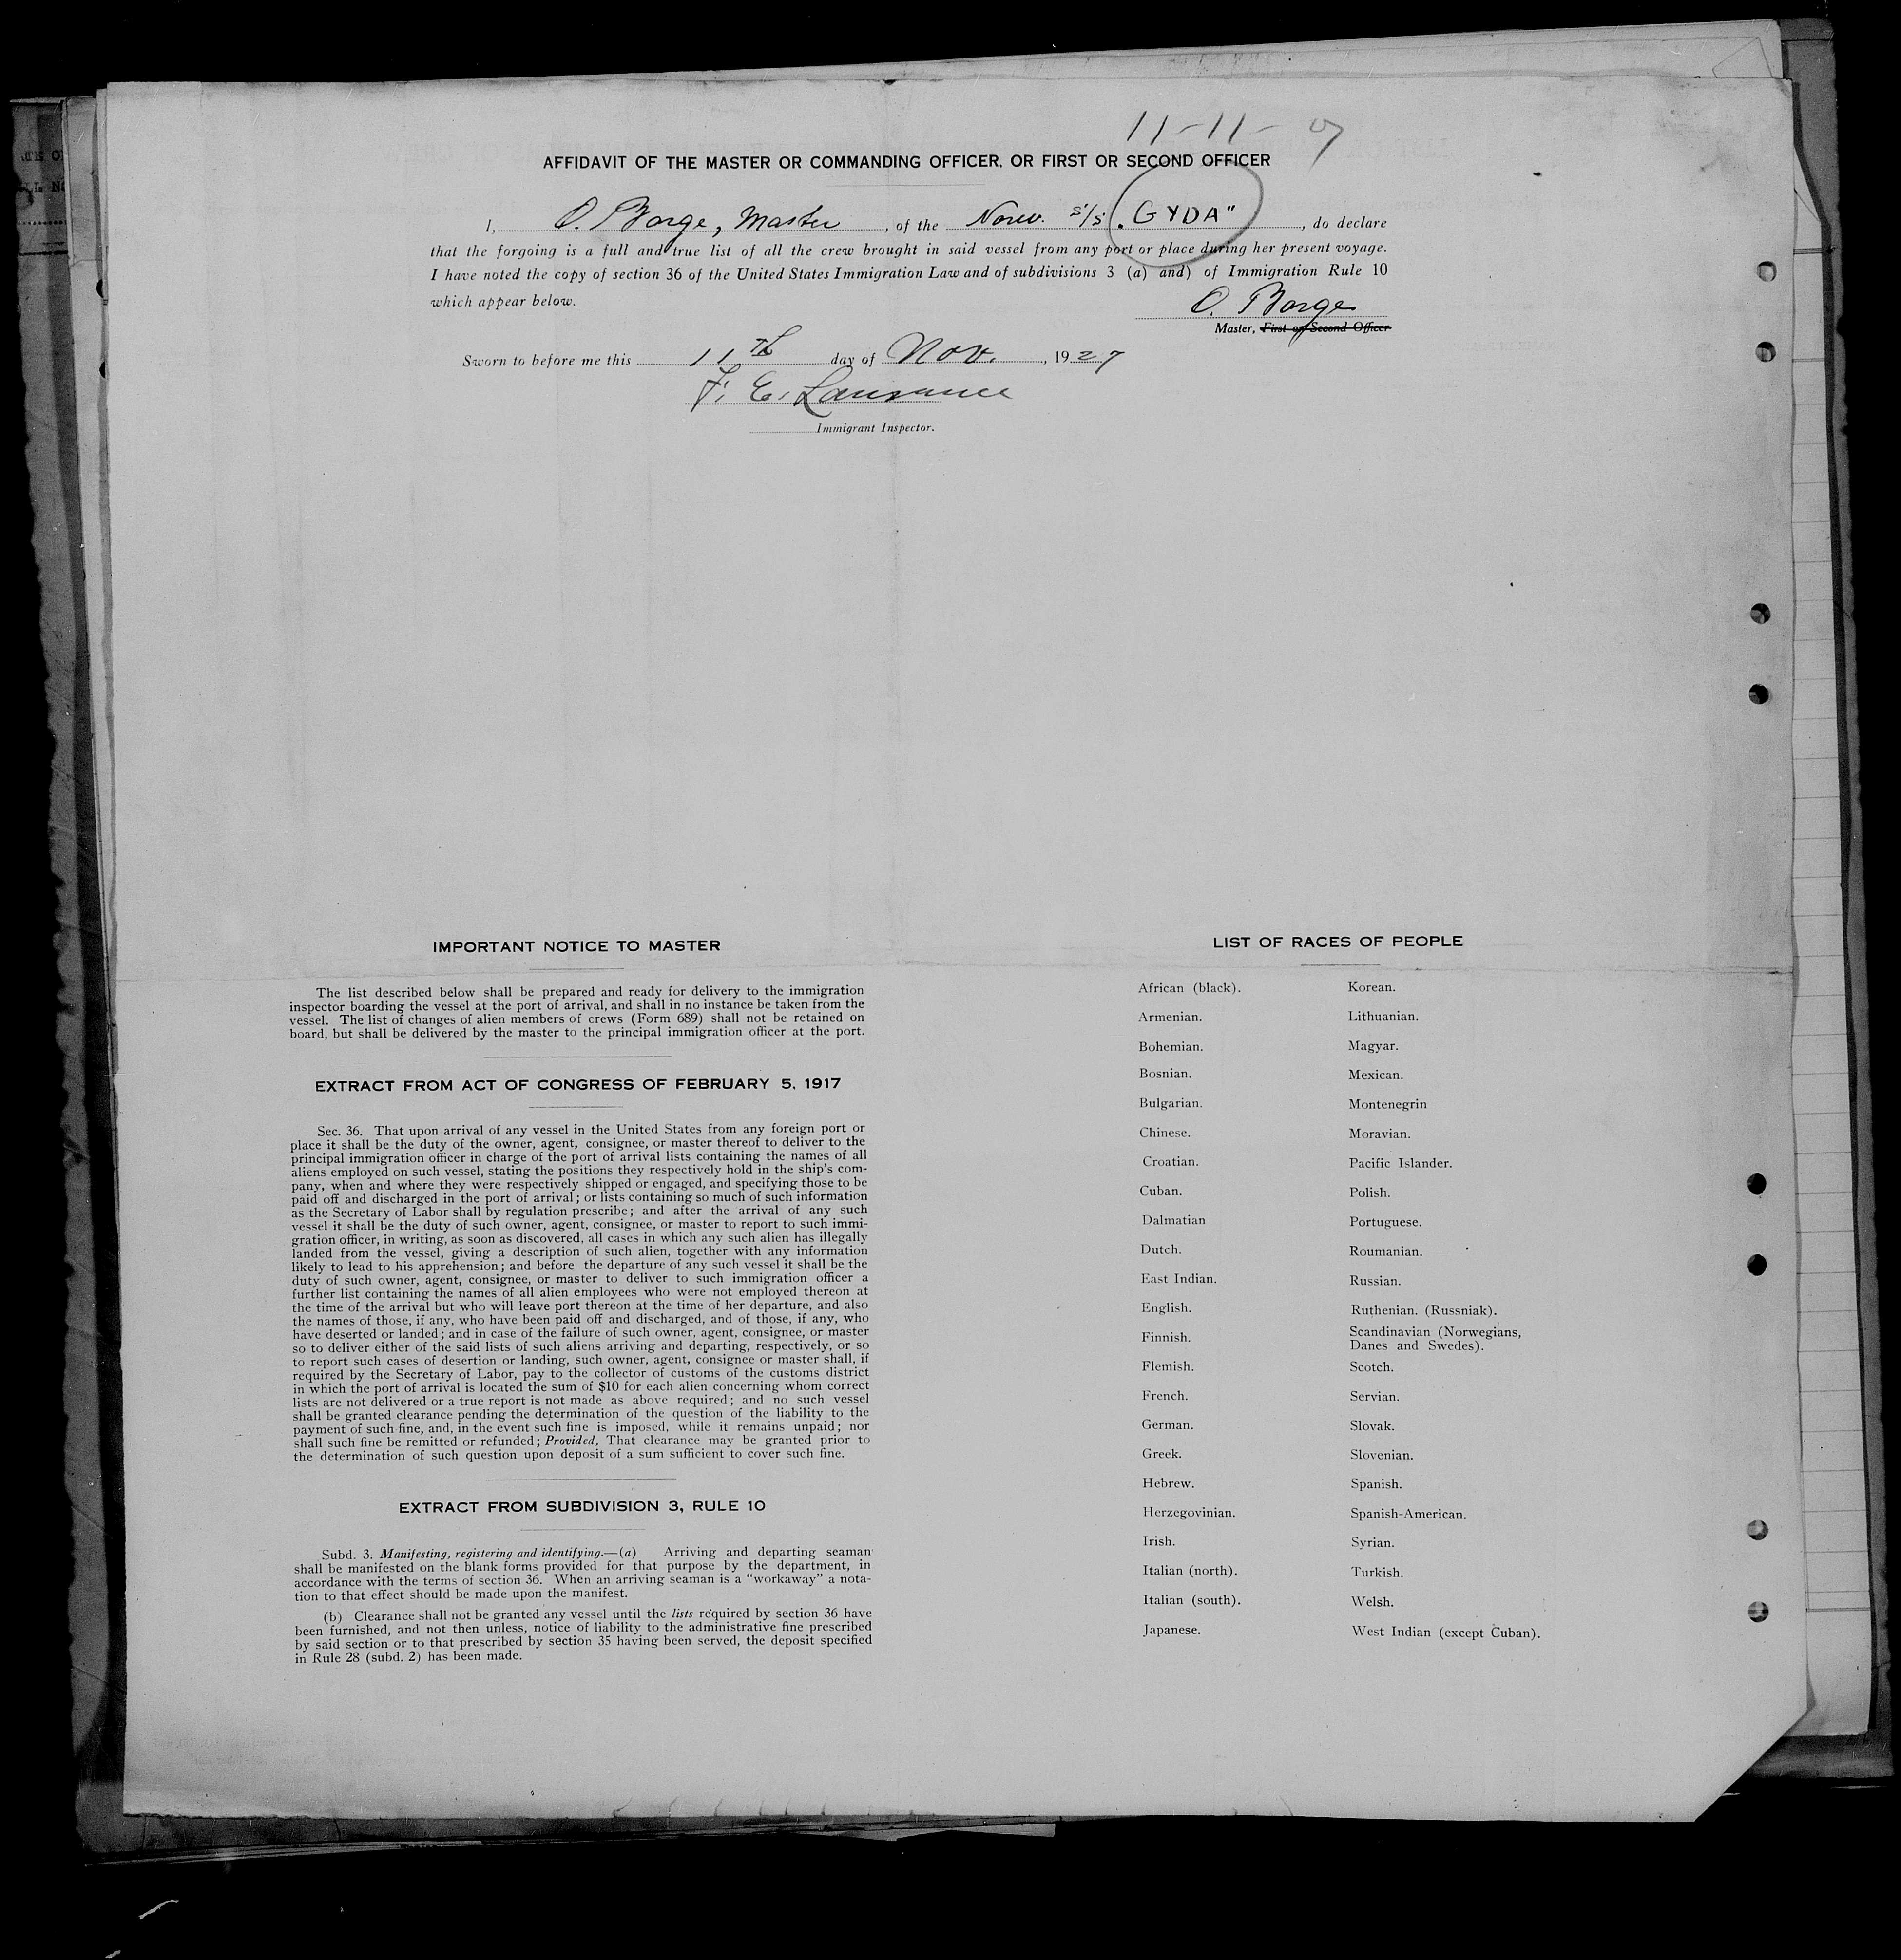 11-11-7
AFFIDAVIT OF THE MASTER OR COMMANDING OFFICER, OR FIRST OR SECOND OFFICER
I, O. Borge, Master, of the Norw. s/s "GYDA", do declare
that the forgoing is a full and true list of all the crew brought in said vessel from any port or place during her present voyage.
I have noted the copy of section 36 of the United States Immigration Law and of subdivisions 3 (a) and) of Immigration Rule 10
which appear below.
O. Borge
Master, First or Second Officer
Sworn to before me this 11th day of Nov., 1927
F. E.
Immigrant Inspector.
IMPORTANT NOTICE TO MASTER
The list described below shall be prepared and ready for delivery to the immigration
inspector boarding the vessel at the port of arrival, and shall in no instance be taken from the
vessel. The list of changes of alien members of crews (Form 689) shall not be retained on
board, but shall be delivered by the master to the principal immigration officer at the port.
EXTRACT FROM ACT OF CONGRESS OF FEBRUARY 5, 1917
Sec. 36. That upon arrival of any vessel in the United States from any foreign port or
place it shall be the duty of the owner, agent, consignee, or master thereof to deliver to the
principal immigration officer in charge of the port of arrival lists containing the names of all
aliens employed on such vessel, stating the positions they respectively hold in the ship's com-
pany, when and where they were respectively shipped or engaged, and specifying those to be
paid off and discharged in the port of arrival; or lists containing so much of such information
as the Secretary of Labor shall by regulation prescribe; and after the arrival of any such
vessel it shall be the duty of such owner, agent, consignee, or master to report to such immi-
gration officer, in writing, as soon as discovered, all cases in which any such alien has illegally
landed from the vessel, giving a description of such alien, together with any information
likely to lead to his apprehension; and before the departure of any such vessel it shall be the
duty of such owner, agent, consignee, or master to deliver to such immigration officer a
further list containing the names of all alien employees who were not employed thereon at
the time of the arrival but who will leave port thereon at the time of her departure, and also
the names of those, if any, who have been paid off and discharged, and of those, if any, who
have deserted or landed; and in case of the failure of such owner, agent, consignee, or master
so to deliver either of the said lists of such aliens arriving and departing, respectively, or so
to report such cases of desertion or landing, such owner, agent, consignee or master shall, if
required by the Secretary of Labor, pay to the collector of customs of the customs district
in which the port of arrival is located the sum of $10 for each alien concerning whom correct
lists are not delivered or a true report is not made as above required; and no such vessel
shall be granted clearance pending the determination of the question of the liability to the
payment of such fine, and, in the event such fine is imposed, while it remains unpaid; nor
shall such fine be remitted or refunded; Provided, That clearance may be granted prior to
the determination of such question upon deposit of a sum sufficient to cover such fine.
EXTRACT FROM SUBDIVISION 3, RULE 10
Subd. 3. Manifesting, registering and identifying.—(a) Arriving and departing seaman
shall be manifested on the blank forms provided for that purpose by the department, in
accordance with the terms of section 36. When an arriving seaman is a "workaway" a nota-
tion to that effect should be made upon the manifest.
(b) Clearance shall not be granted any vessel until the lists required by section 36 have
been furnished, and not then unless, notice of liability to the administrative fine prescribed
by said section or to that prescribed by section 35 having been served, the deposit specified
in Rule 28 (subd. 2) has been made.
LIST OF RACES OF PEOPLE
African (black).
Armenian.
Bohemian.
Bosnian.
Bulgarian.
Chinese.
Croatian.
Cuban.
Dalmatian
Dutch.
East Indian.
English.
Finnish.
Flemish.
French.
German.
Greek.
Hebrew.
Herzegovinian.
Irish.
Italian (north).
Italian (south).
Japanese.
Korean.
Lithuanian.
Magyar.
Mexican.
Montenegrin
Moravian.
Pacific Islander.
Polish.
Portuguese.
Roumanian.
Russian.
Ruthenian. (Russniak).
Scandinavian (Norwegians,
Danes and Swedes).
Scotch.
Servian.
Slovak.
Slovenian.
Spanish.
Spanish-American.
Syrian.
Turkish.
Welsh.
West Indian (except Cuban).